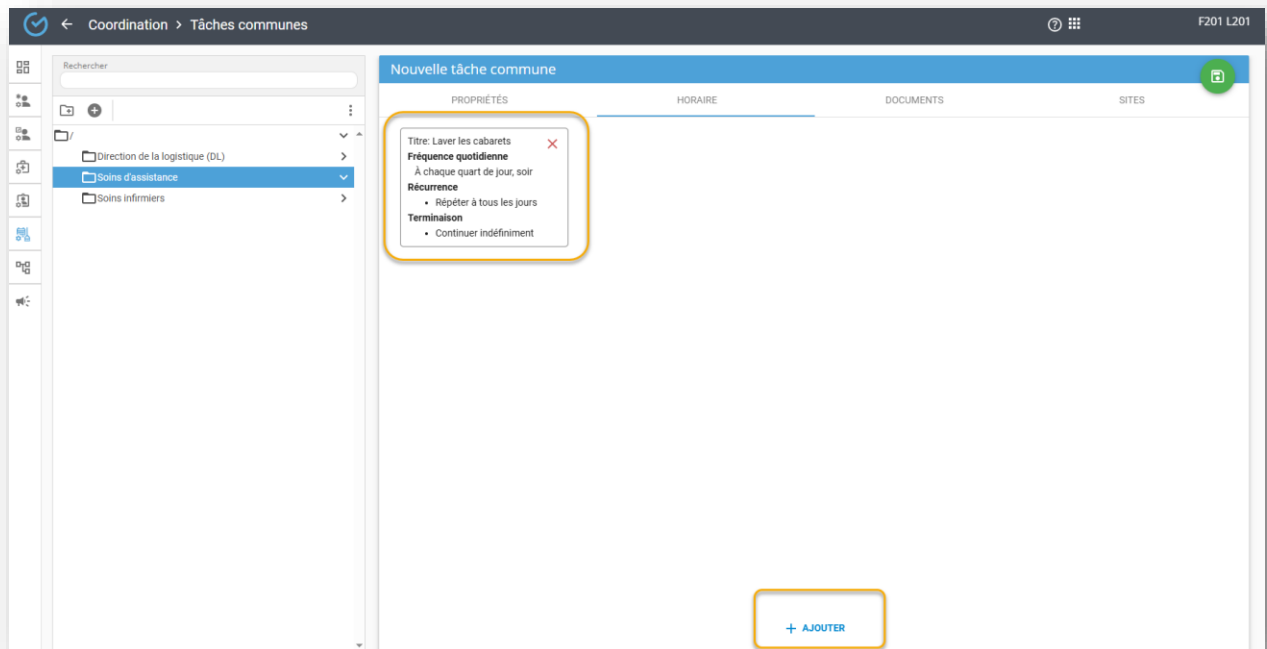 Coordination > Tâches communes
F201 L201
Rechercher
/
Direction de la logistique (DL)
Soins d'assistance
Soins infirmiers
Nouvelle tâche commune
PROPRIÉTÉS
HORAIRE
DOCUMENTS
SITES
Titre: Laver les cabarets
Fréquence quotidienne
À chaque quart de jour, soir
Récurrence
• Répéter à tous les jours
Terminaison
• Continuer indéfiniment
+ AJOUTER